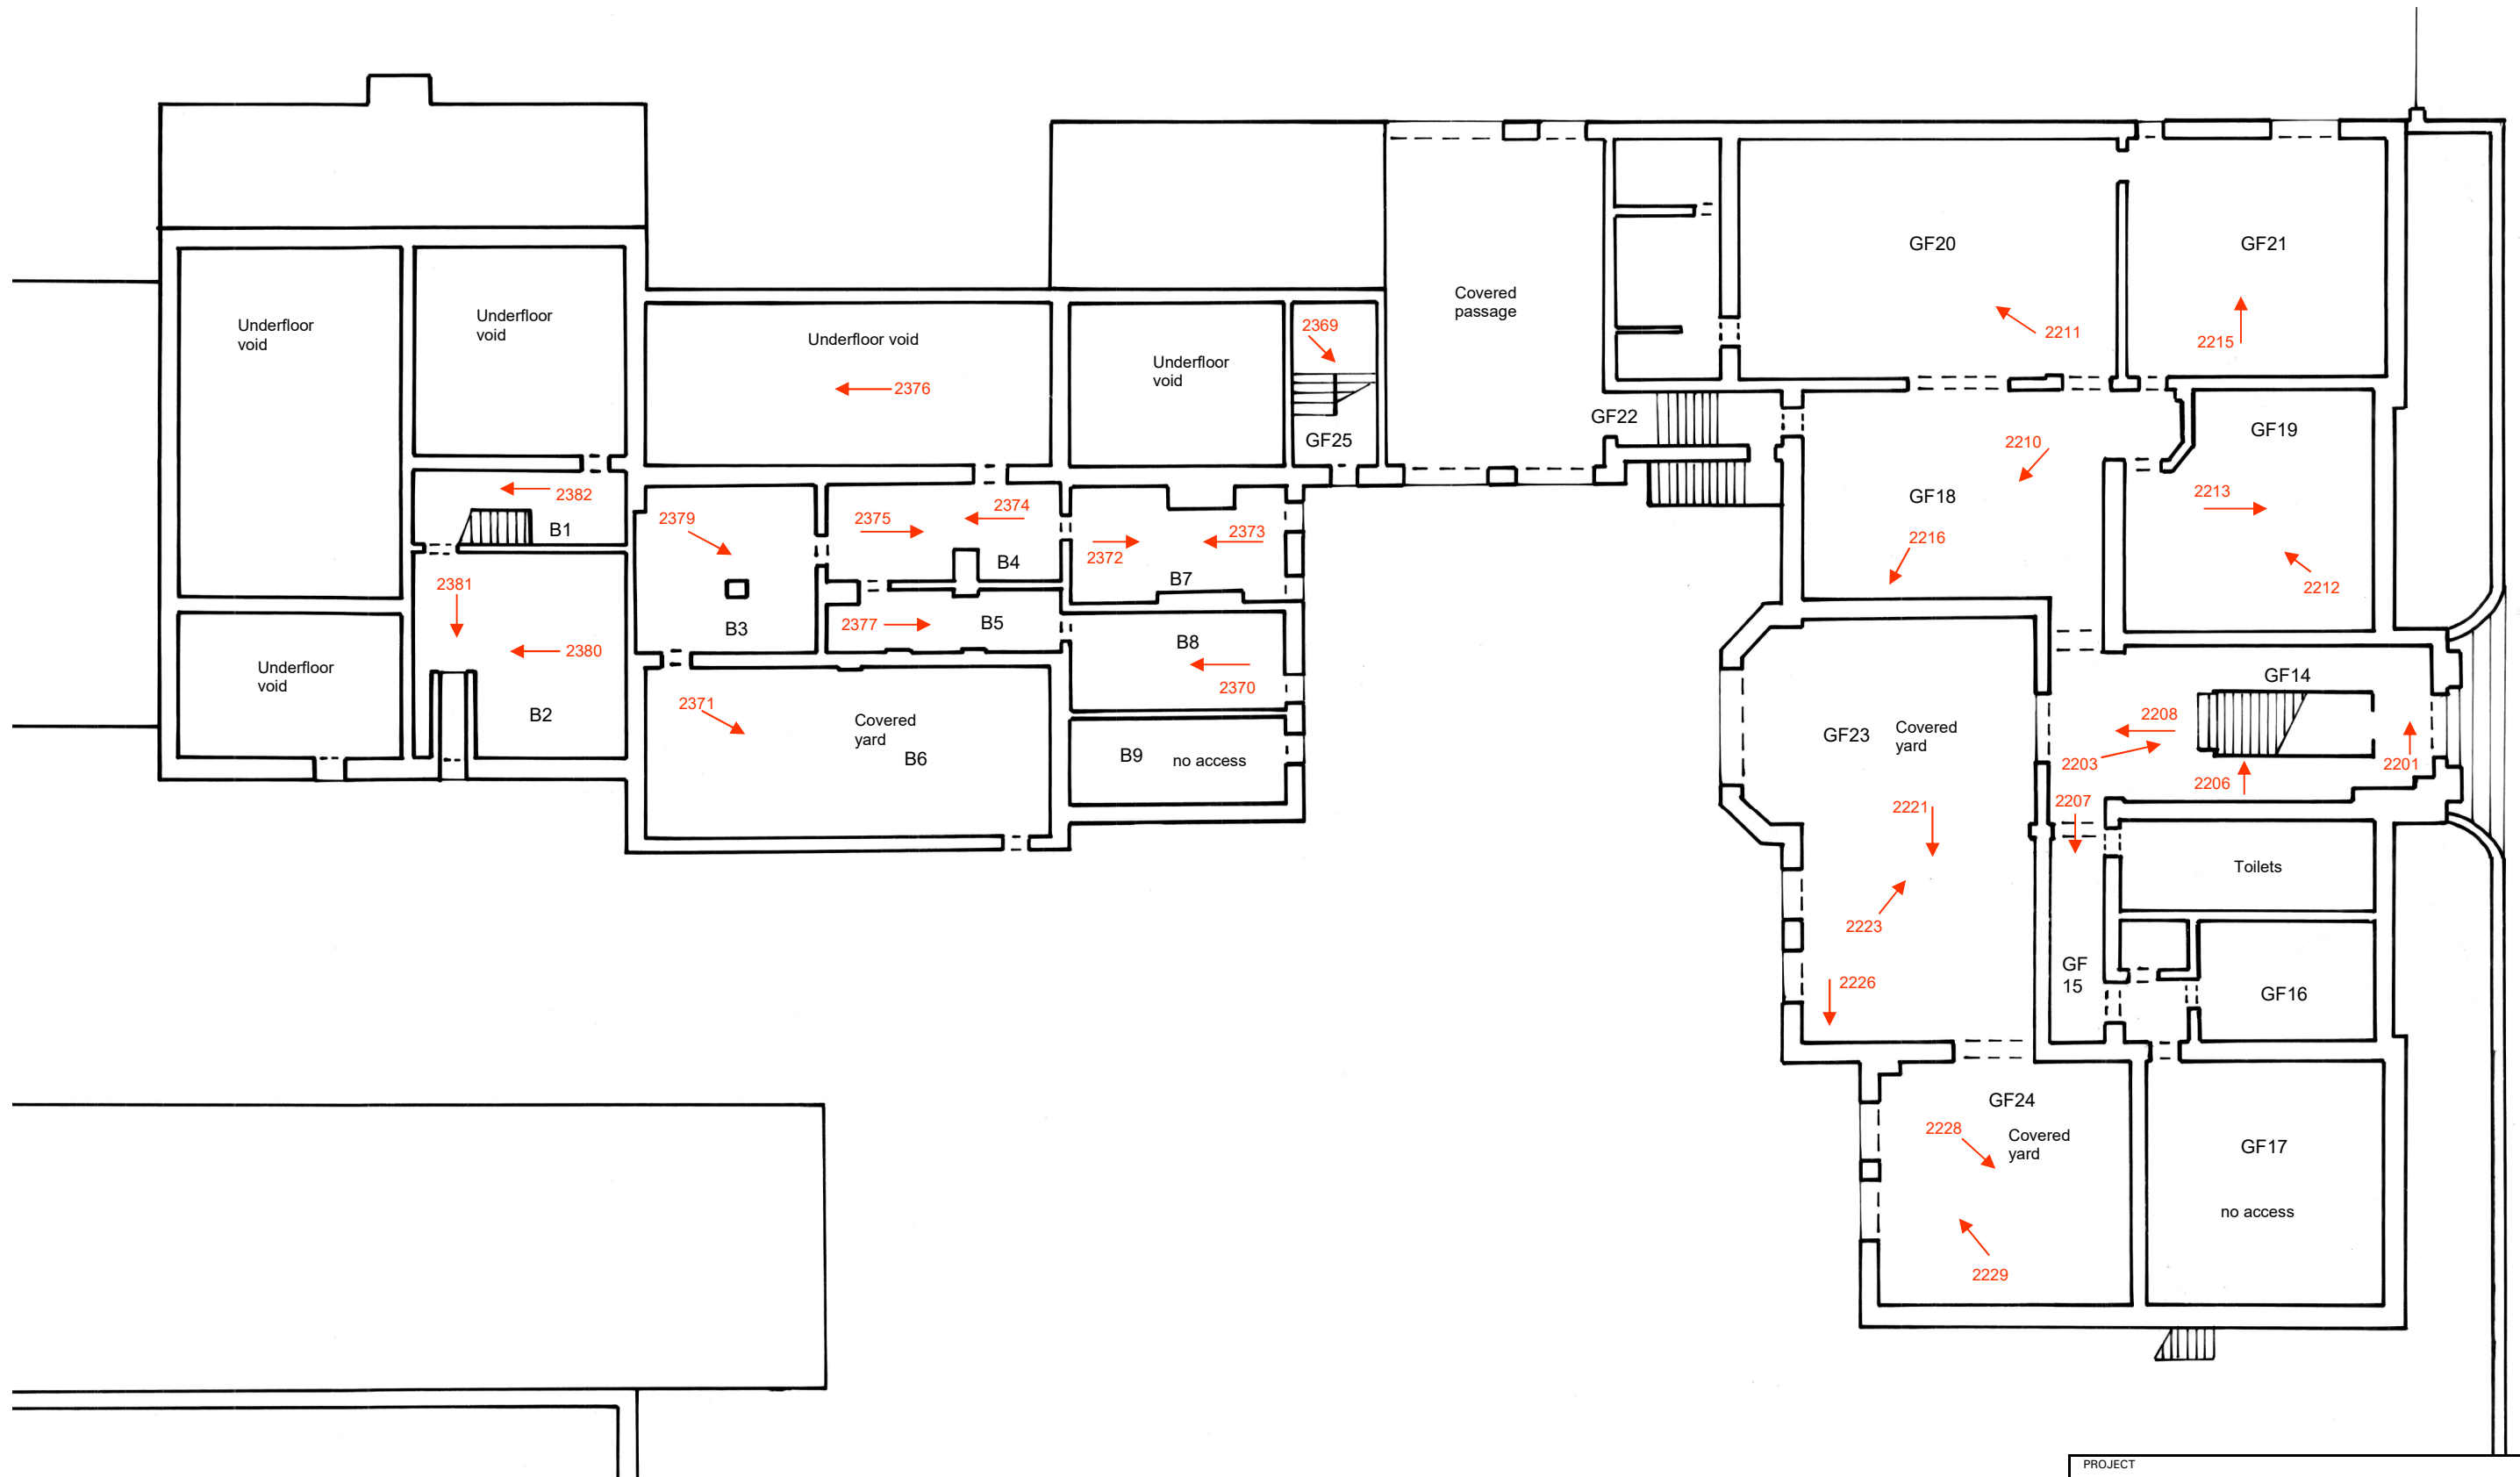 GF20
GF21
Covered
passage
Underfloor
void
Underfloor
void
2369
Underfloor void
2211
2215
Underfloor
void
2376
GF22
GF19
GF25
2210
2382
2213
GF18
2379
2375
2374
B1
2373
2216
2372
B4
B7
2381
2212
2377
B5
B3
B8
2380
Underfloor
void
GF14
2370
2371
B2
Covered
yard
B6
2208
GF23
Covered
yard
B9
no access
2203
2201
2206
2207
2221
Toilets
2223
GF
15
2226
GF16
GF24
2228
Covered
yard
GF17
no access
2229
PROJECT